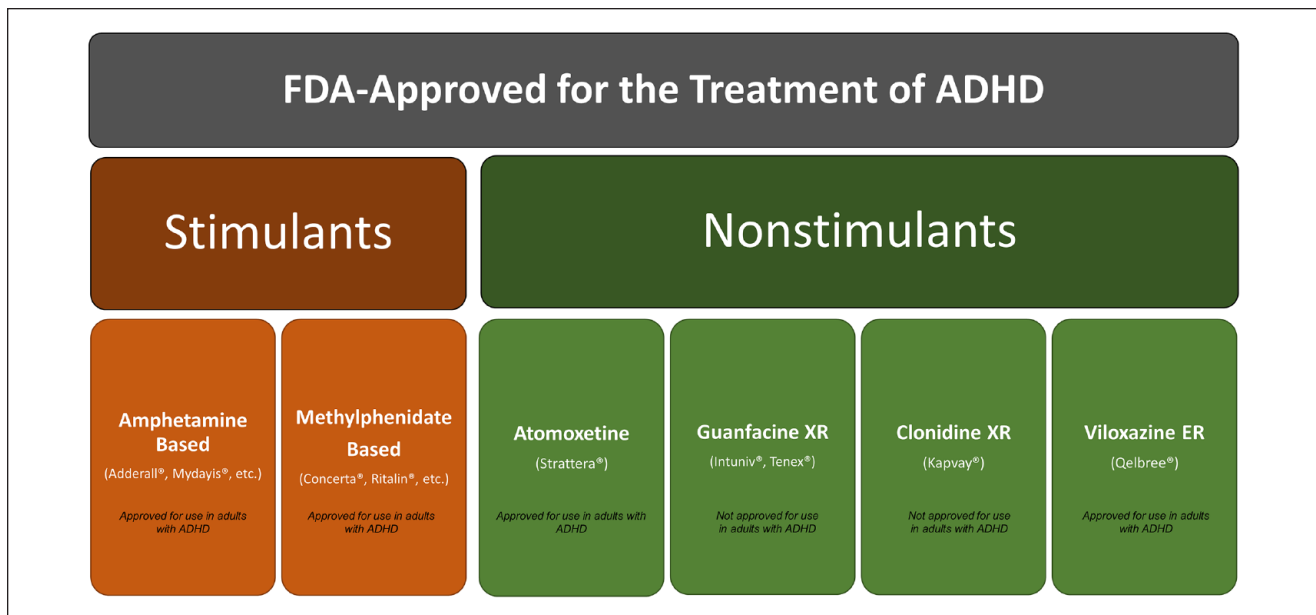 FDA-Approved for the Treatment of ADHD
Stimulants
Nonstimulants
Amphetamine
Based
(Adderall®, Mydayis®, etc.)
Approved for use in adults
with ADHD
Methylphenidate
Based
(Concerta®, Ritalin®, etc.)
Approved for use in adults
with ADHD
Atomoxetine
(Strattera®)
Approved for use in adults with
ADHD
Guanfacine XR
(Intuniv®, Tenex®)
Not approved for use
in adults with ADHD
Clonidine XR
(Kapvay®)
Not approved for use
in adults with ADHD
Viloxazine ER
(Qelbree®)
Approved for use in adults
with ADHD